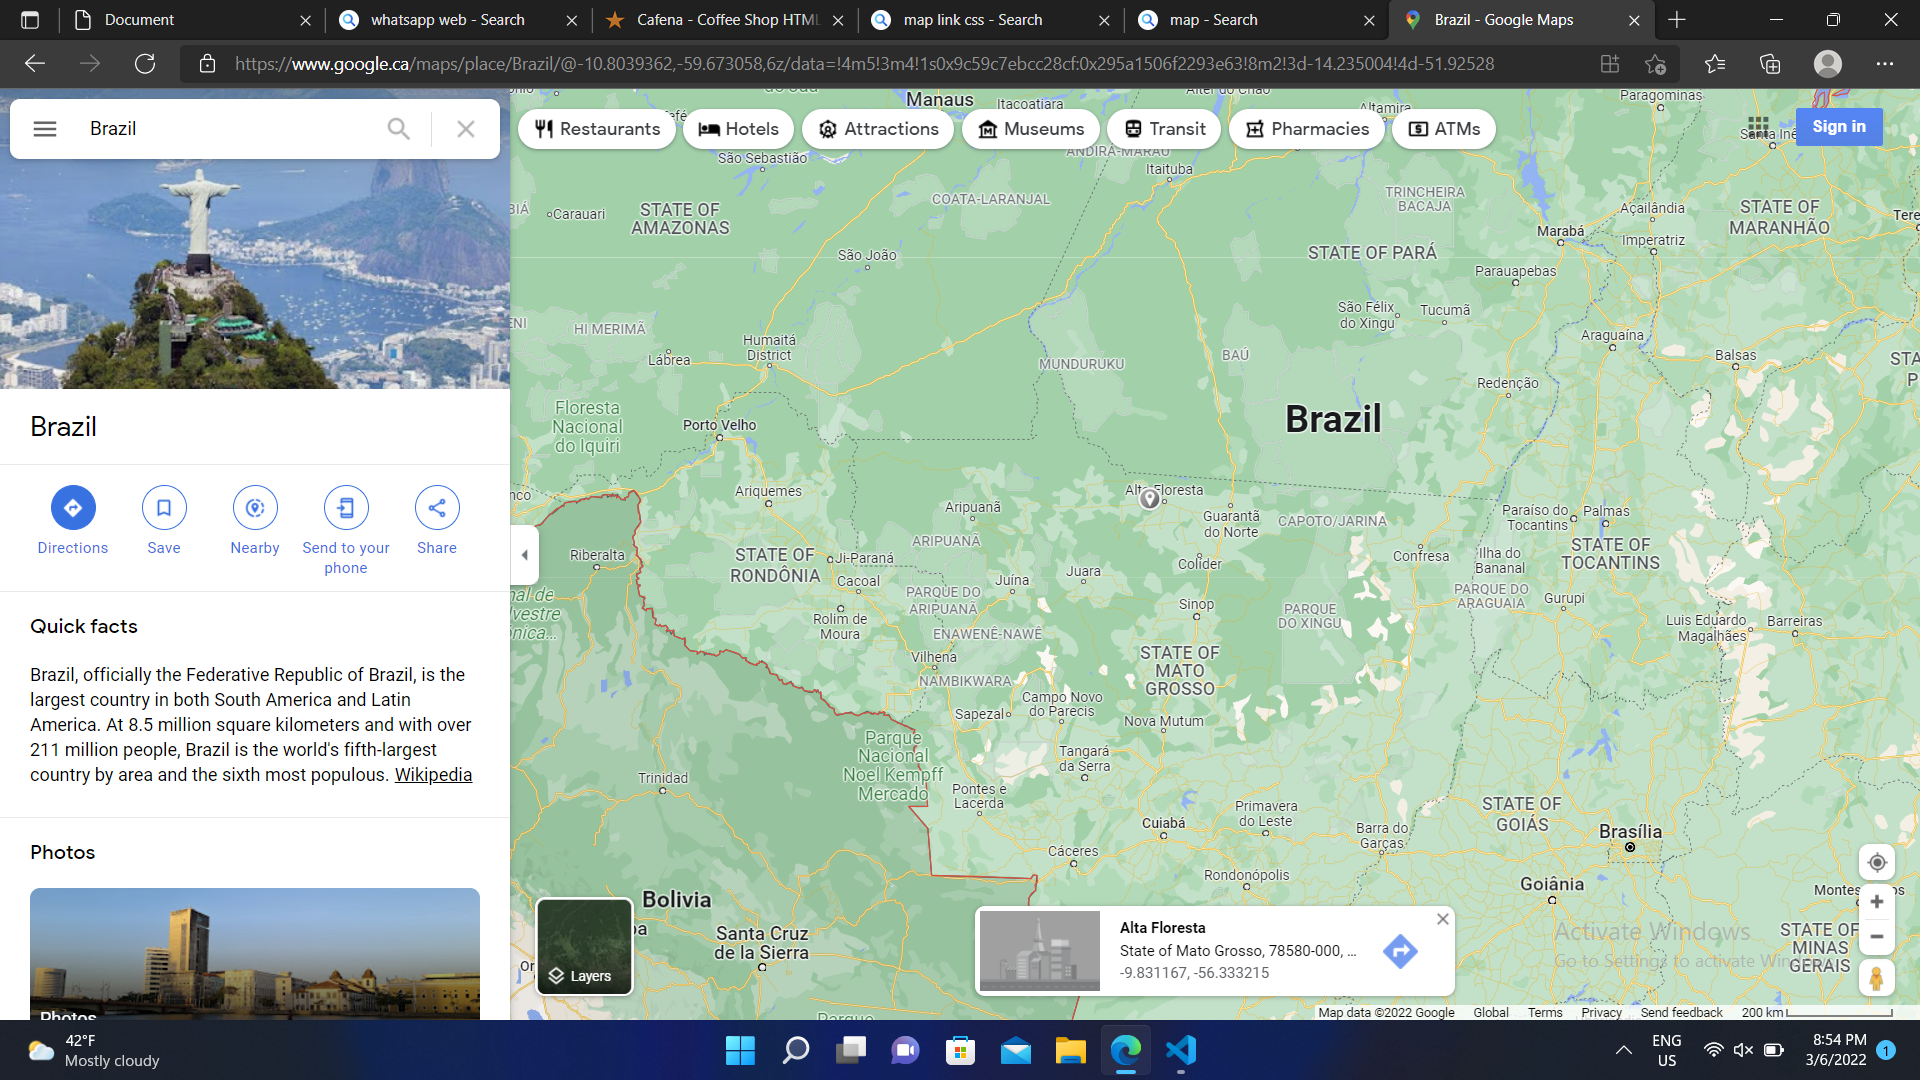 Document
whatsapp web - Search
Cafena - Coffee Shop HTML
map link css - Search
map - Search
Brazil - Google Maps
https://www.google.ca/maps/place/Brazil/@-10.8039362,-59.673058,6z/data=!4m5!3m4!1s0x9c59c7ebcc28cf:0x295a1506f2293e63!8m2!3d-14.235004!4d-51.92528
Brazil
Restaurants
Hotels
Attractions
Museums
Transit
Pharmacies
ATMs
Sign in
Brazil
Directions
Save
Nearby
Send to your
phone
Share
Quick facts
Brazil, officially the Federative Republic of Brazil, is the
largest country in both South America and Latin
America. At 8.5 million square kilometers and with over
211 million people, Brazil is the world's fifth-largest
country by area and the sixth most populous. Wikipedia
Photos
Photos
Manaus
Itacoatiara
Altamira
Paragominas
São Sebastião
ANDIRÁ-MARAU
Itaituba
COATA-LARANJAL
TRINCHEIRA
BACAJA
Carauari
STATE OF
AMAZONAS
Açailândia
STATE OF
MARANHÃO
Tere
Marabá
Imperatriz
São João
STATE OF PARÁ
Parauapebas
São Félix
do Xingu
Tucumã
HI MERIMÃ
Humaitá
District
Lábrea
MUNDURUKU
BAÚ
Araguaína
Balsas
Redenção
Floresta
Nacional
do Iquiri
Porto Velho
Brazil
Ariquemes
Alta Floresta
Aripuanã
Guarantã
do Norte
CAPOTO/JARINA
Paraíso do
Tocantins
Palmas
ARIPUANÃ
Riberalta
STATE OF
RONDÔNIA
Ji-Paraná
Cacoal
Juína
Juara
Colíder
Confresa
Ilha do
Bananal
STATE OF
TOCANTINS
PARQUE DO
ARIPUANÃ
PARQUE DO
ARAGUAIA
Gurupi
Rolim de
Moura
ENAWENÊ-NAWÊ
Sinop
PARQUE
DO XINGU
Luis Eduardo
Magalhães
Barreiras
Vilhena
NAMBIKWARA
STATE OF
MATO
GROSSO
Campo Novo
do Parecis
Sapezal
Nova Mutum
Parque
Nacional
Noel Kempff
Mercado
Tangará
da Serra
Trinidad
Pontes e
Lacerda
Primavera
do Leste
Cuiabá
Barra do
Garças
STATE OF
GOIÁS
Brasília
Cáceres
Rondonópolis
Goiânia
Bolivia
Santa Cruz
de la Sierra
STATE OF
MINAS
GERAIS
Layers
Alta Floresta
State of Mato Grosso, 78580-000, ...
-9.831167, -56.333215
Activate Windows
Go to Settings to activate Windows
Map data ©2022 Google
Global
Terms
Privacy
Send feedback
200 km
42°F
Mostly cloudy
ENG
US
8:54 PM
3/6/2022
1